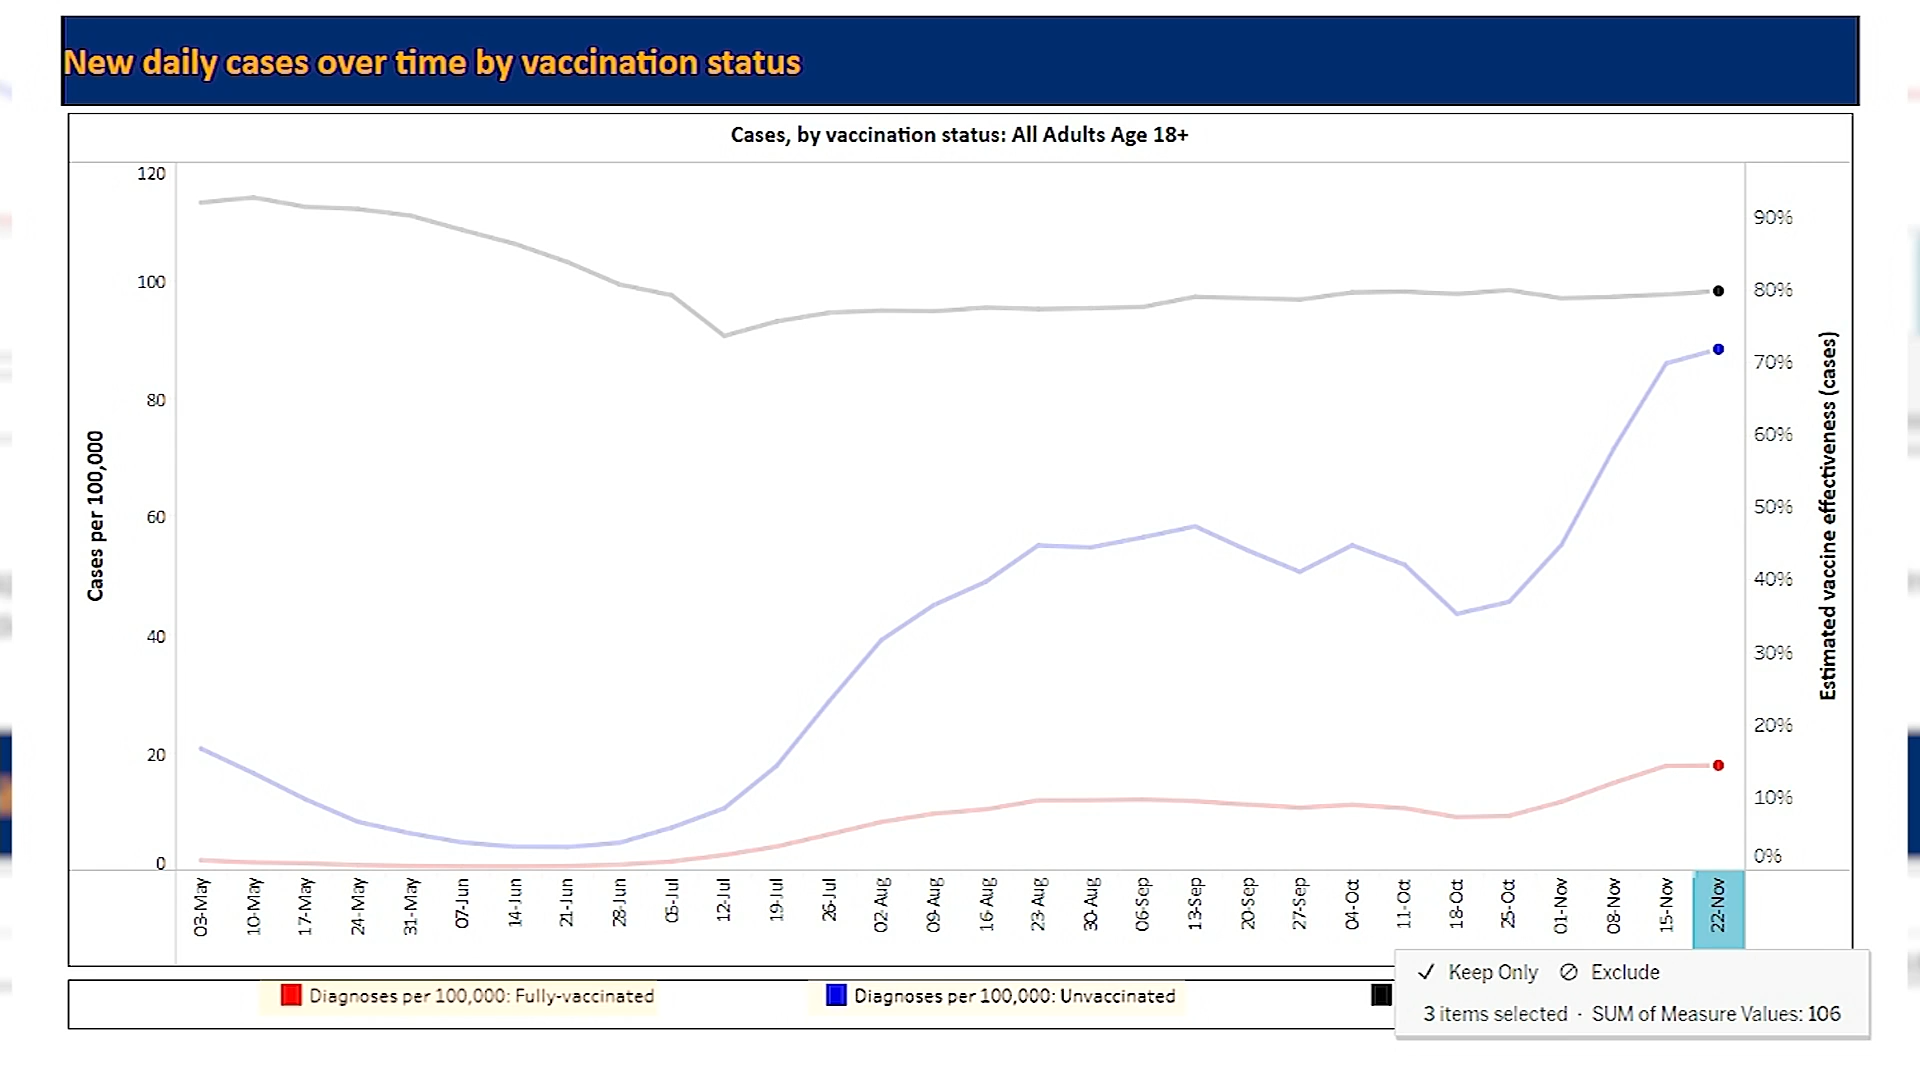 New daily cases over time by vaccination status
Cases, by vaccination status: All Adults Age 18+
Cases per 100,000
120
100
80
60
40
20
0
90%
80%
70%
60%
50%
40%
30%
20%
10%
0%
Estimated vaccine effectiveness (cases)
03-May
10-May
17-May
24-May
31-May
07-Jun
14-Jun
21-Jun
28-Jun
05-Jul
12-Jul
19-Jul
26-Jul
02-Aug
09-Aug
16-Aug
23-Aug
30-Aug
06-Sep
13-Sep
20-Sep
27-Sep
04-Oct
11-Oct
18-Oct
25-Oct
01-Nov
08-Nov
15-Nov
22-Nov
Diagnoses per 100,000: Fully-vaccinated
Diagnoses per 100,000: Unvaccinated
Keep Only Exclude
3 items selected · SUM of Measure Values: 106